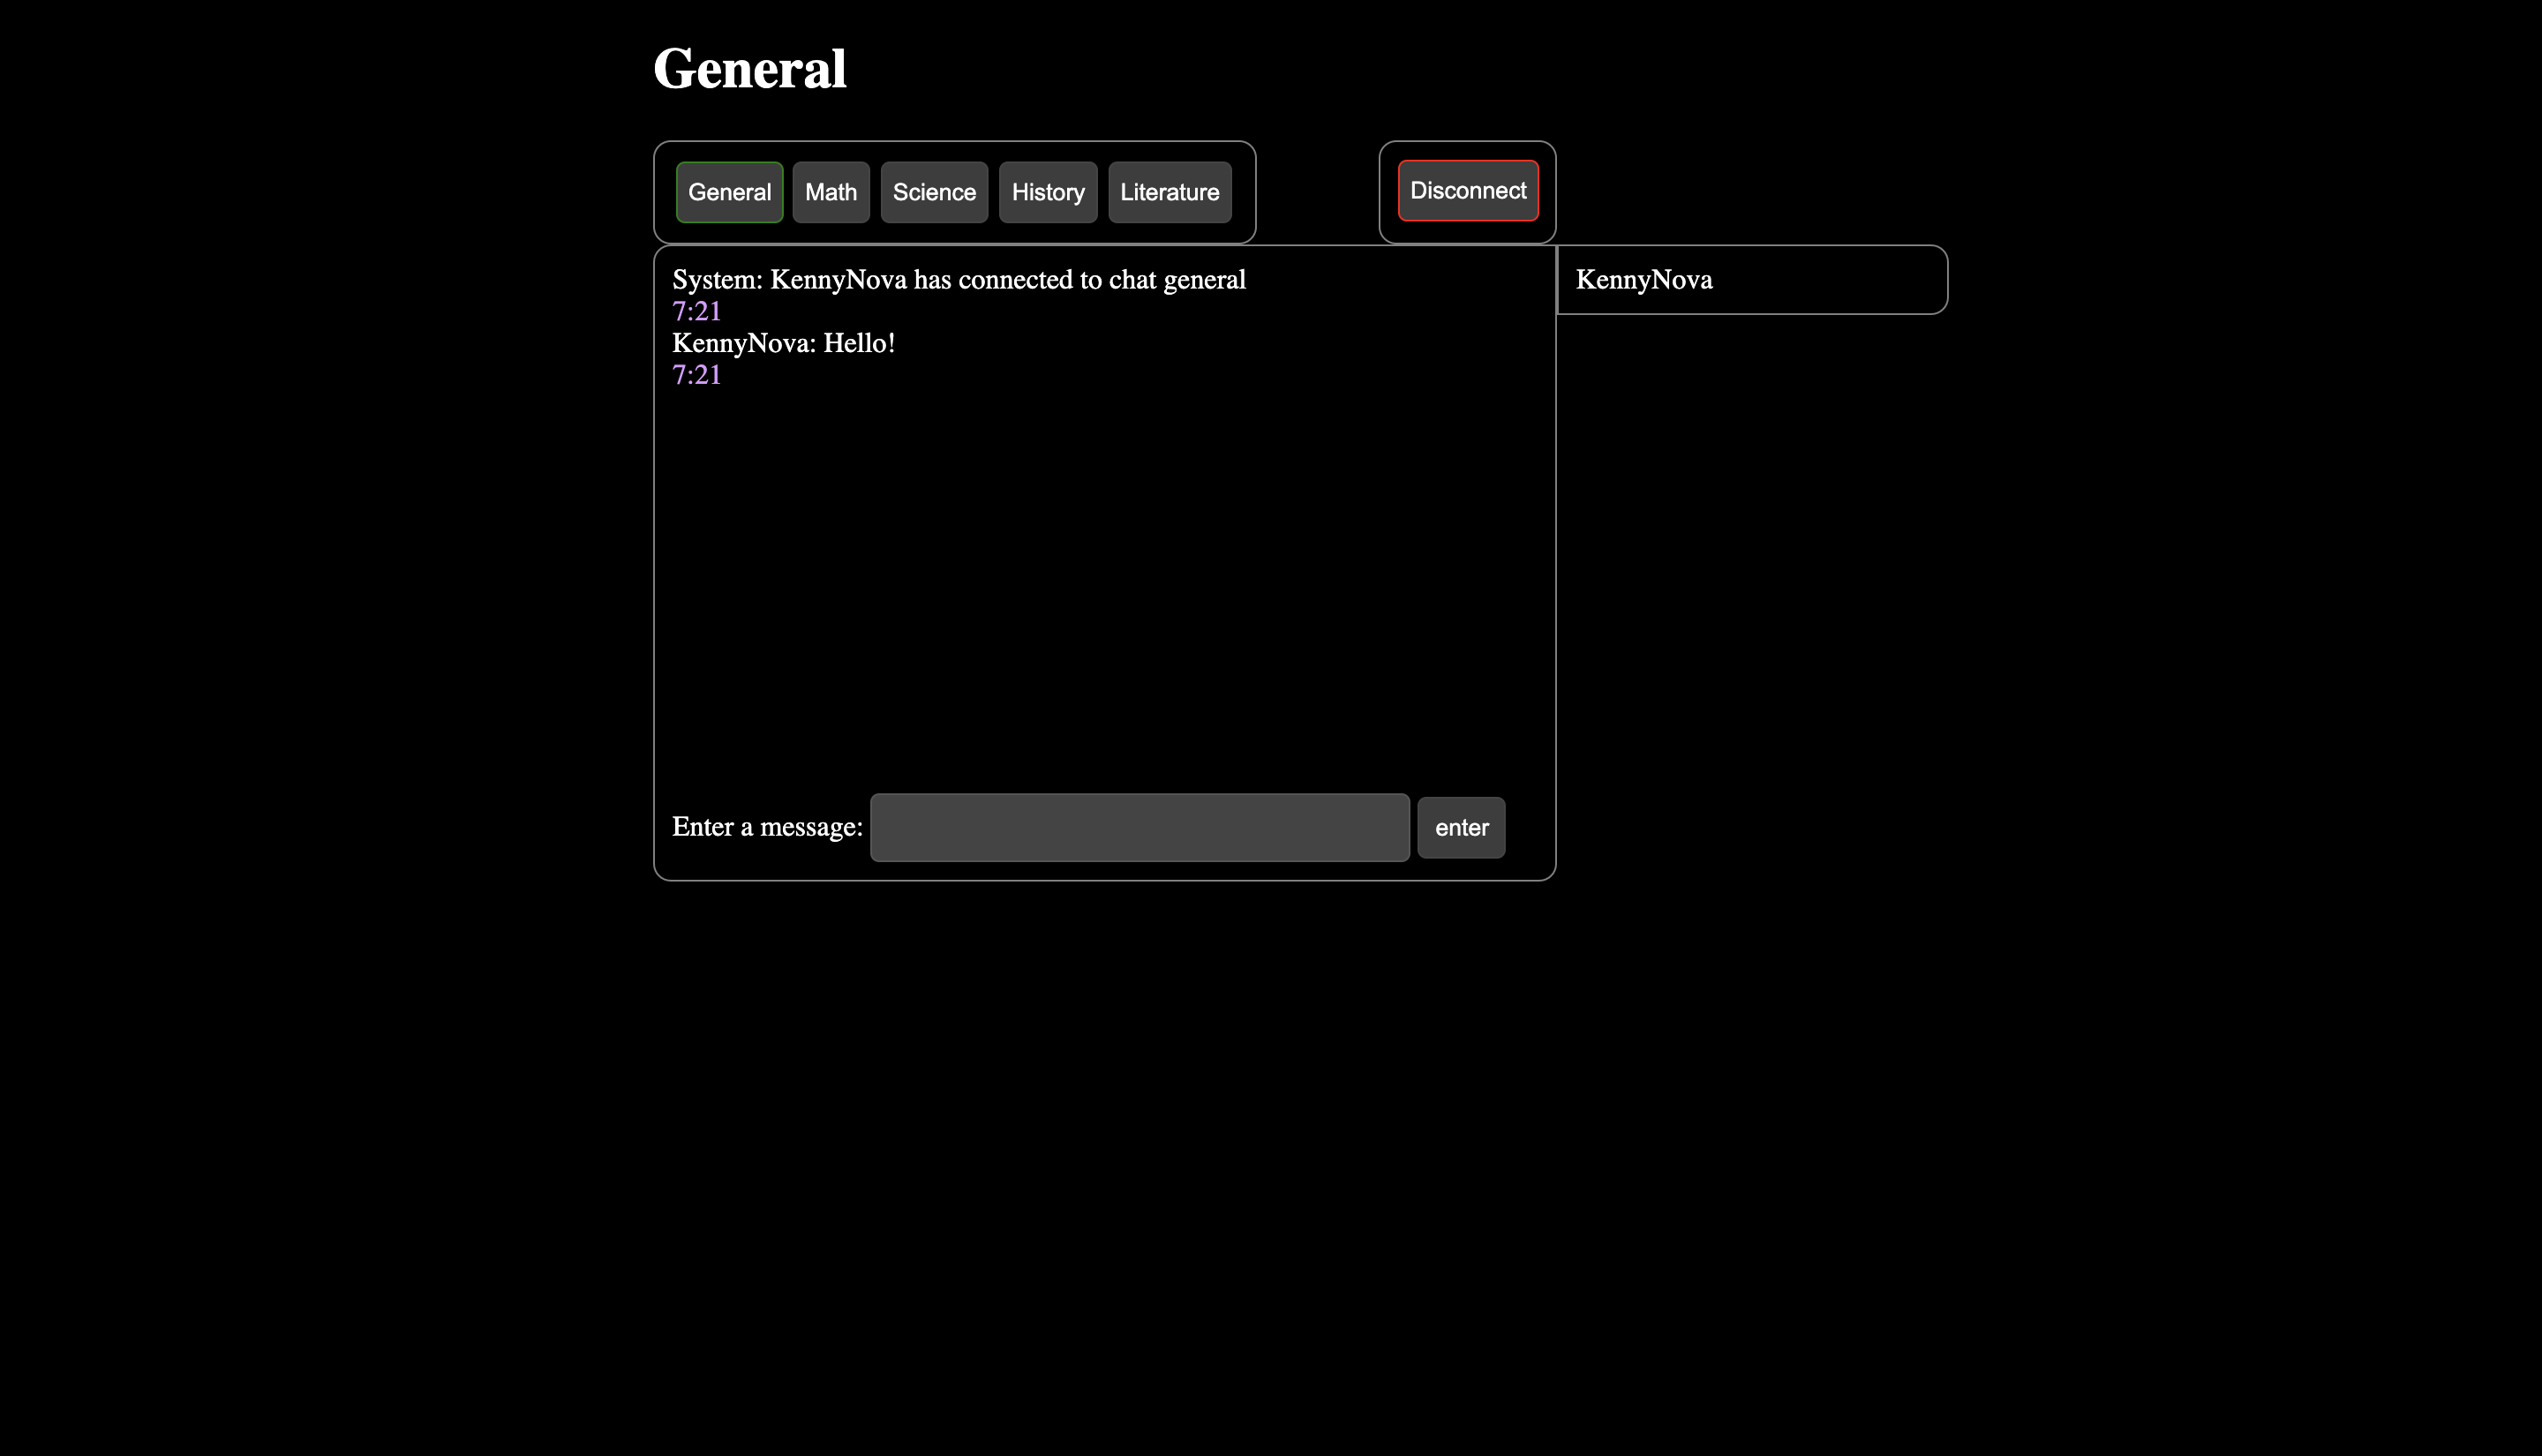 General
General Math Science History Literature Disconnect
System: KennyNova has connected to chat general
7:21
KennyNova: Hello!
7:21
KennyNova
Enter a message: enter